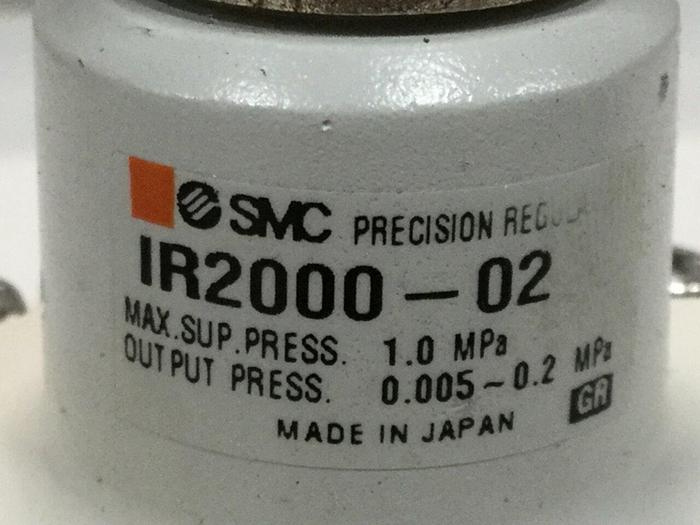 SMC PRECISION
IR2000-02
MAX.SUP.PRESS. 1.0 MPa
OUTPUT PRESS. 0.005~0.2 MPa
GR
MADE IN JAPAN